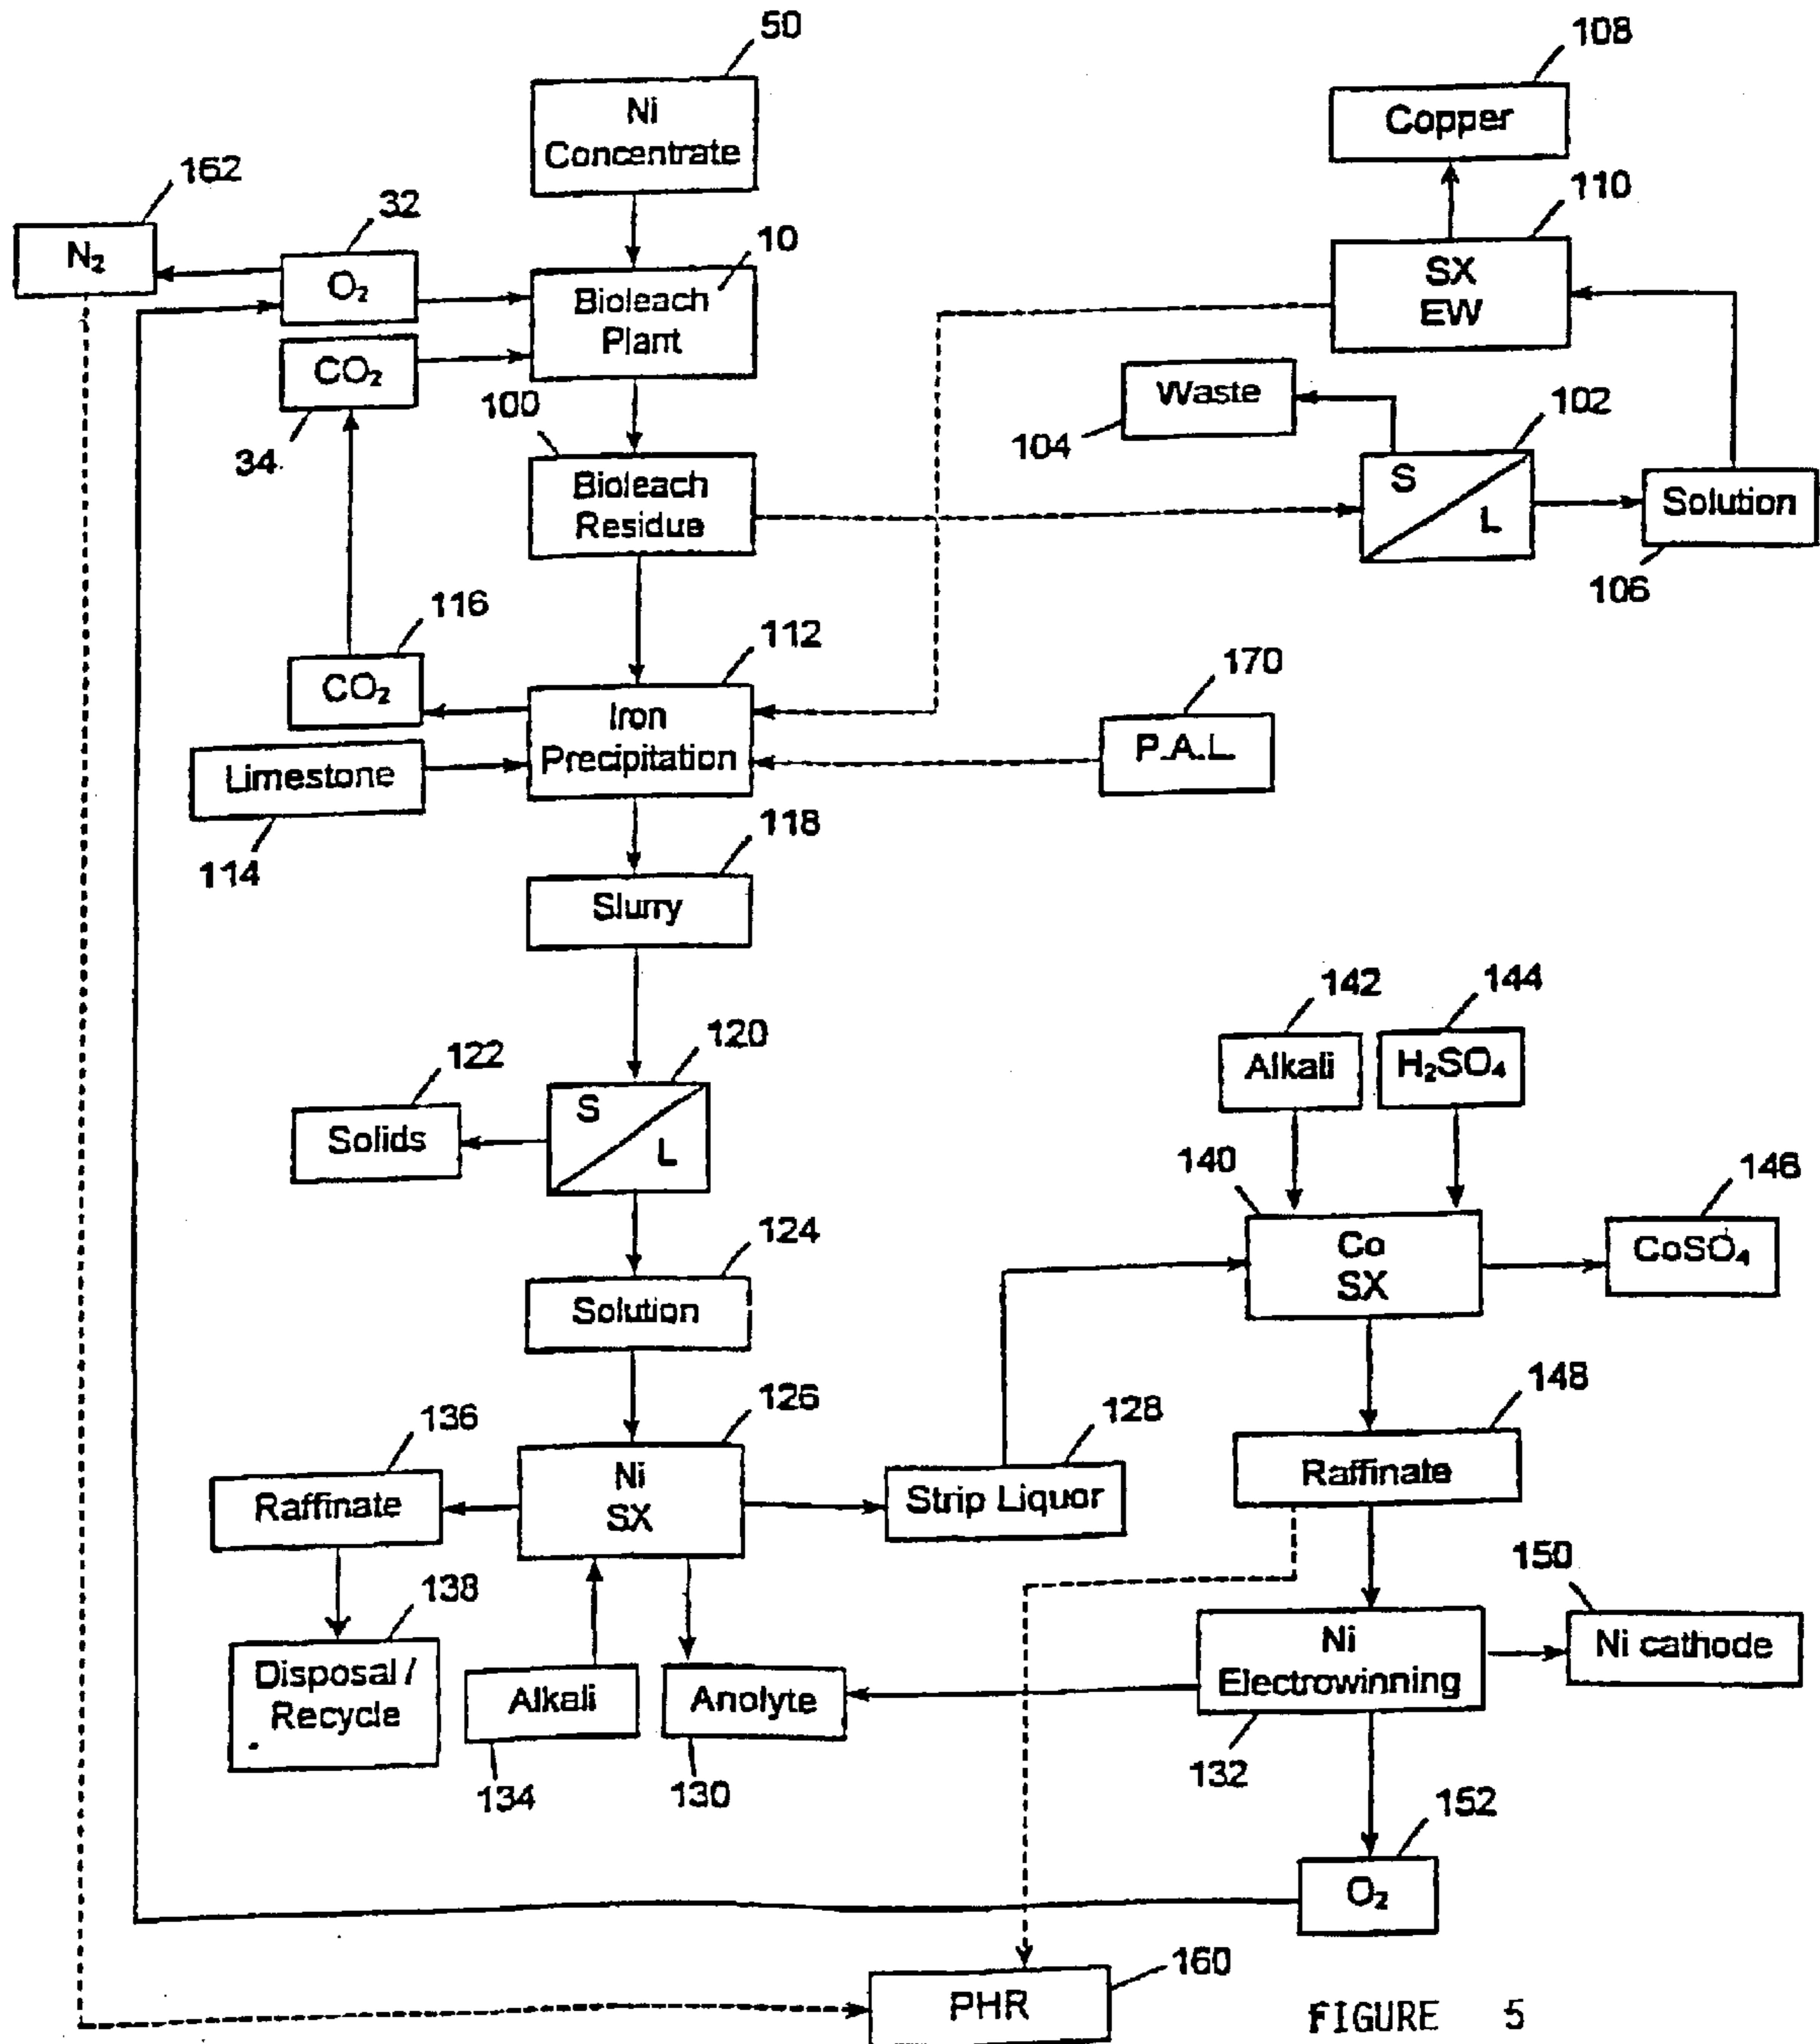 50
Ni
Concentrate
108
Copper
162
N₂
32
O₂
10
Bioleach
Plant
110
SX
EW
CO₂
34
100
Waste
104
102
S
L
Solution
106
Bioleach
Residue
116
CO₂
112
Iron
Precipitation
170
P.A.L.
Limestone
114
118
Slurry
142
144
Alkali
H₂SO₄
120
S
L
122
Solids
140
Co
SX
146
CoSO₄
124
Solution
136
Raffinate
126
Ni
SX
128
Strip Liquor
148
Raffinate
138
Disposal /
Recycle
Alkali
134
Anolyte
130
Ni
Electrowinning
132
150
Ni cathode
152
O₂
160
PHR
FIGURE 5